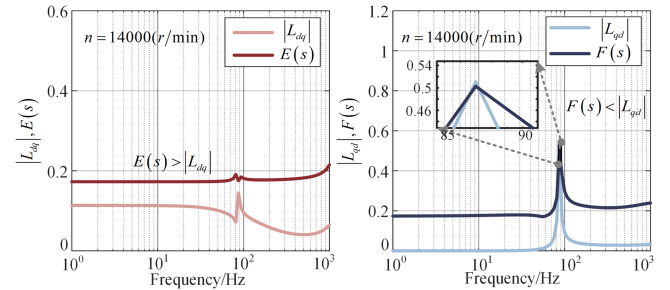 0.6
n = 14000(r/min)
|L_dq|
E(s)
0.4
|L_dq|, E(s)
E(s) > |L_dq|
0.2
0
10^0
10^1
10^2
10^3
Frequency/Hz
1.2
n = 14000(r/min)
|L_qd|
F(s)
1.0
0.54
0.5
0.46
85
90
0.8
F(s) < |L_qd|
|L_qd|, F(s)
0.6
0.4
0.2
0
10^0
10^1
10^2
10^3
Frequency/Hz